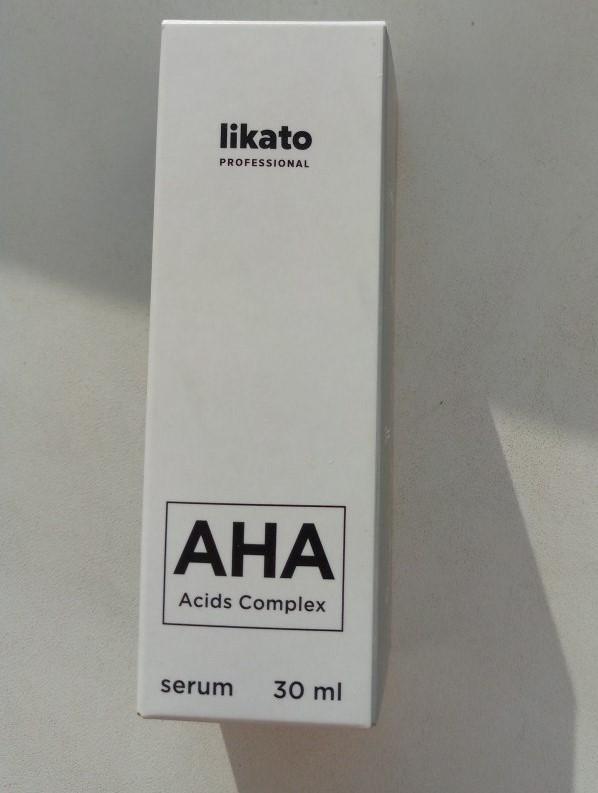 likato
PROFESSIONAL
AHA
Acids Complex
serum 30 ml